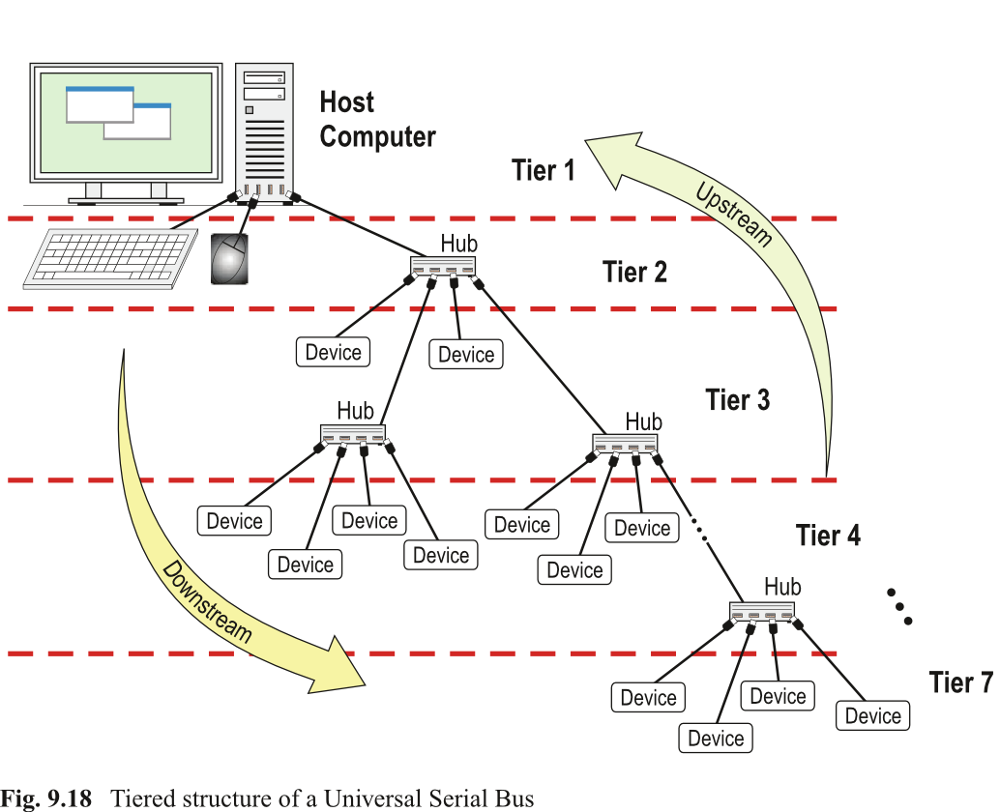 Host
Computer
Tier 1
Upstream
Hub
Tier 2
Device
Device
Tier 3
Hub
Hub
Device
Device
Device
Device
Device
Device
Device
Tier 4
Downstream
Hub
Tier 7
Device
Device
Device
Device
Fig. 9.18 Tiered structure of a Universal Serial Bus